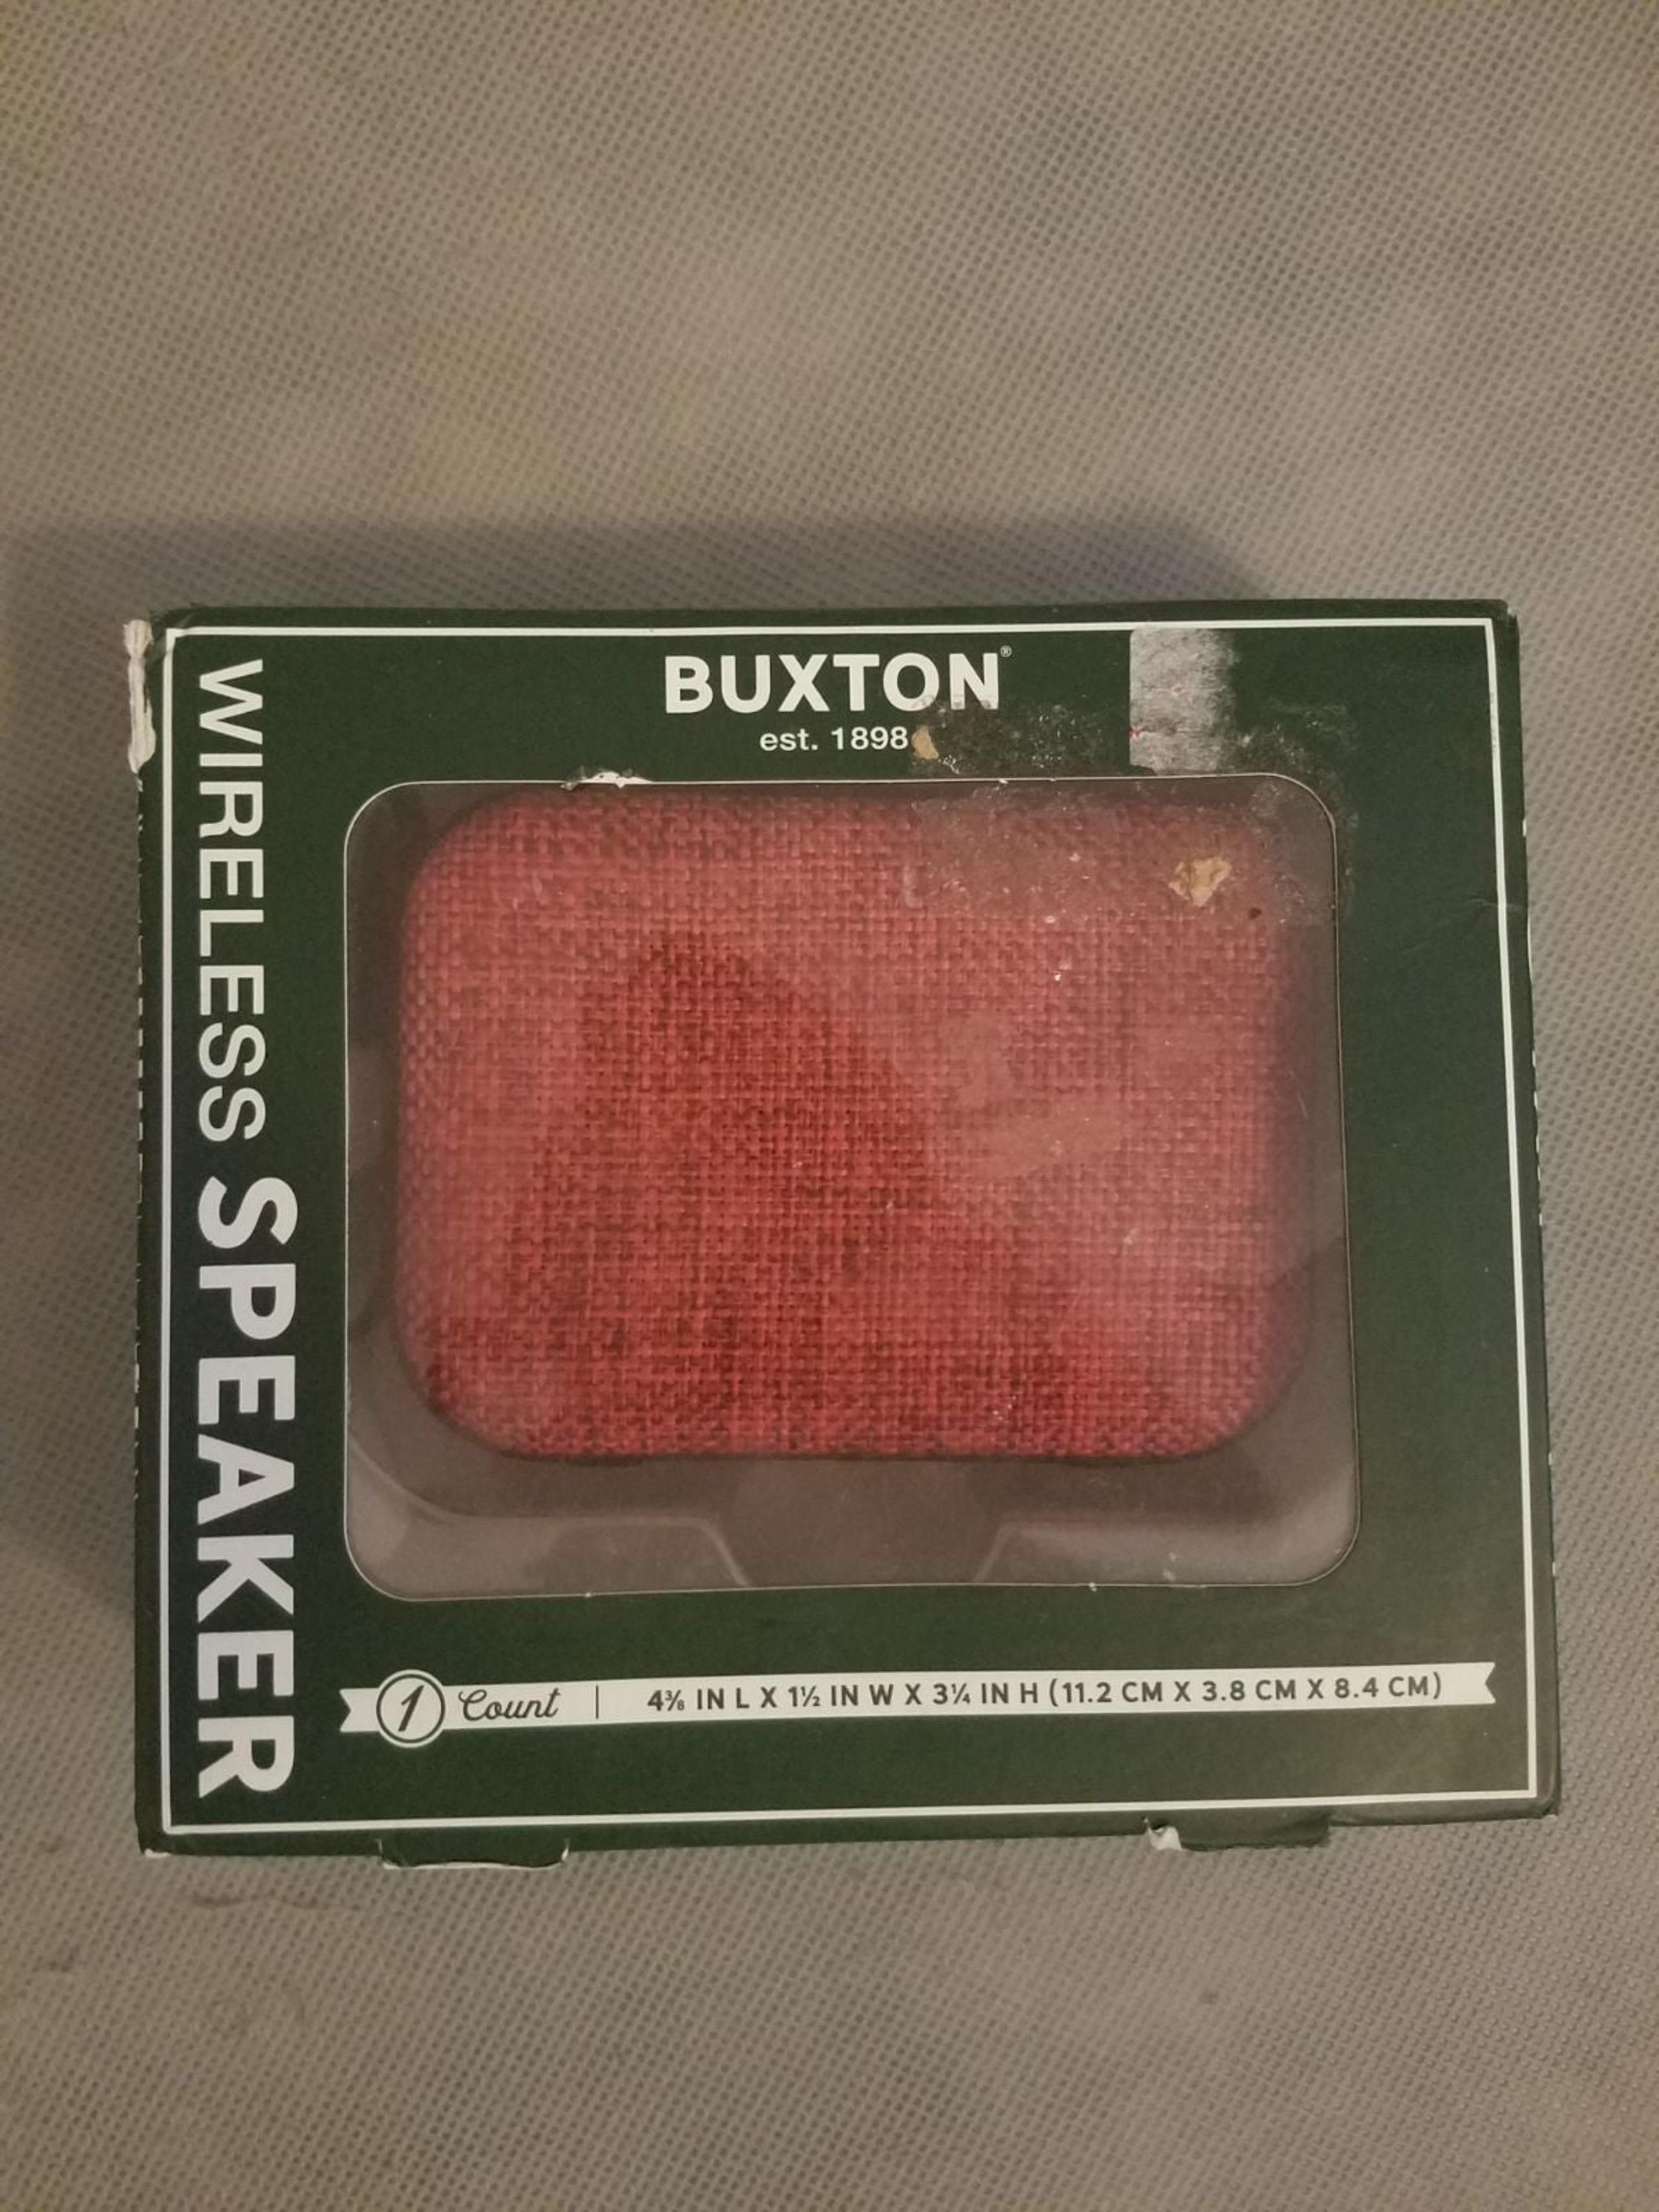 BUXTON®
est. 1898
WIRELESS SPEAKER
1 Count | 4⅜ IN L X 1½ IN W X 3¼ IN H (11.2 CM X 3.8 CM X 8.4 CM)